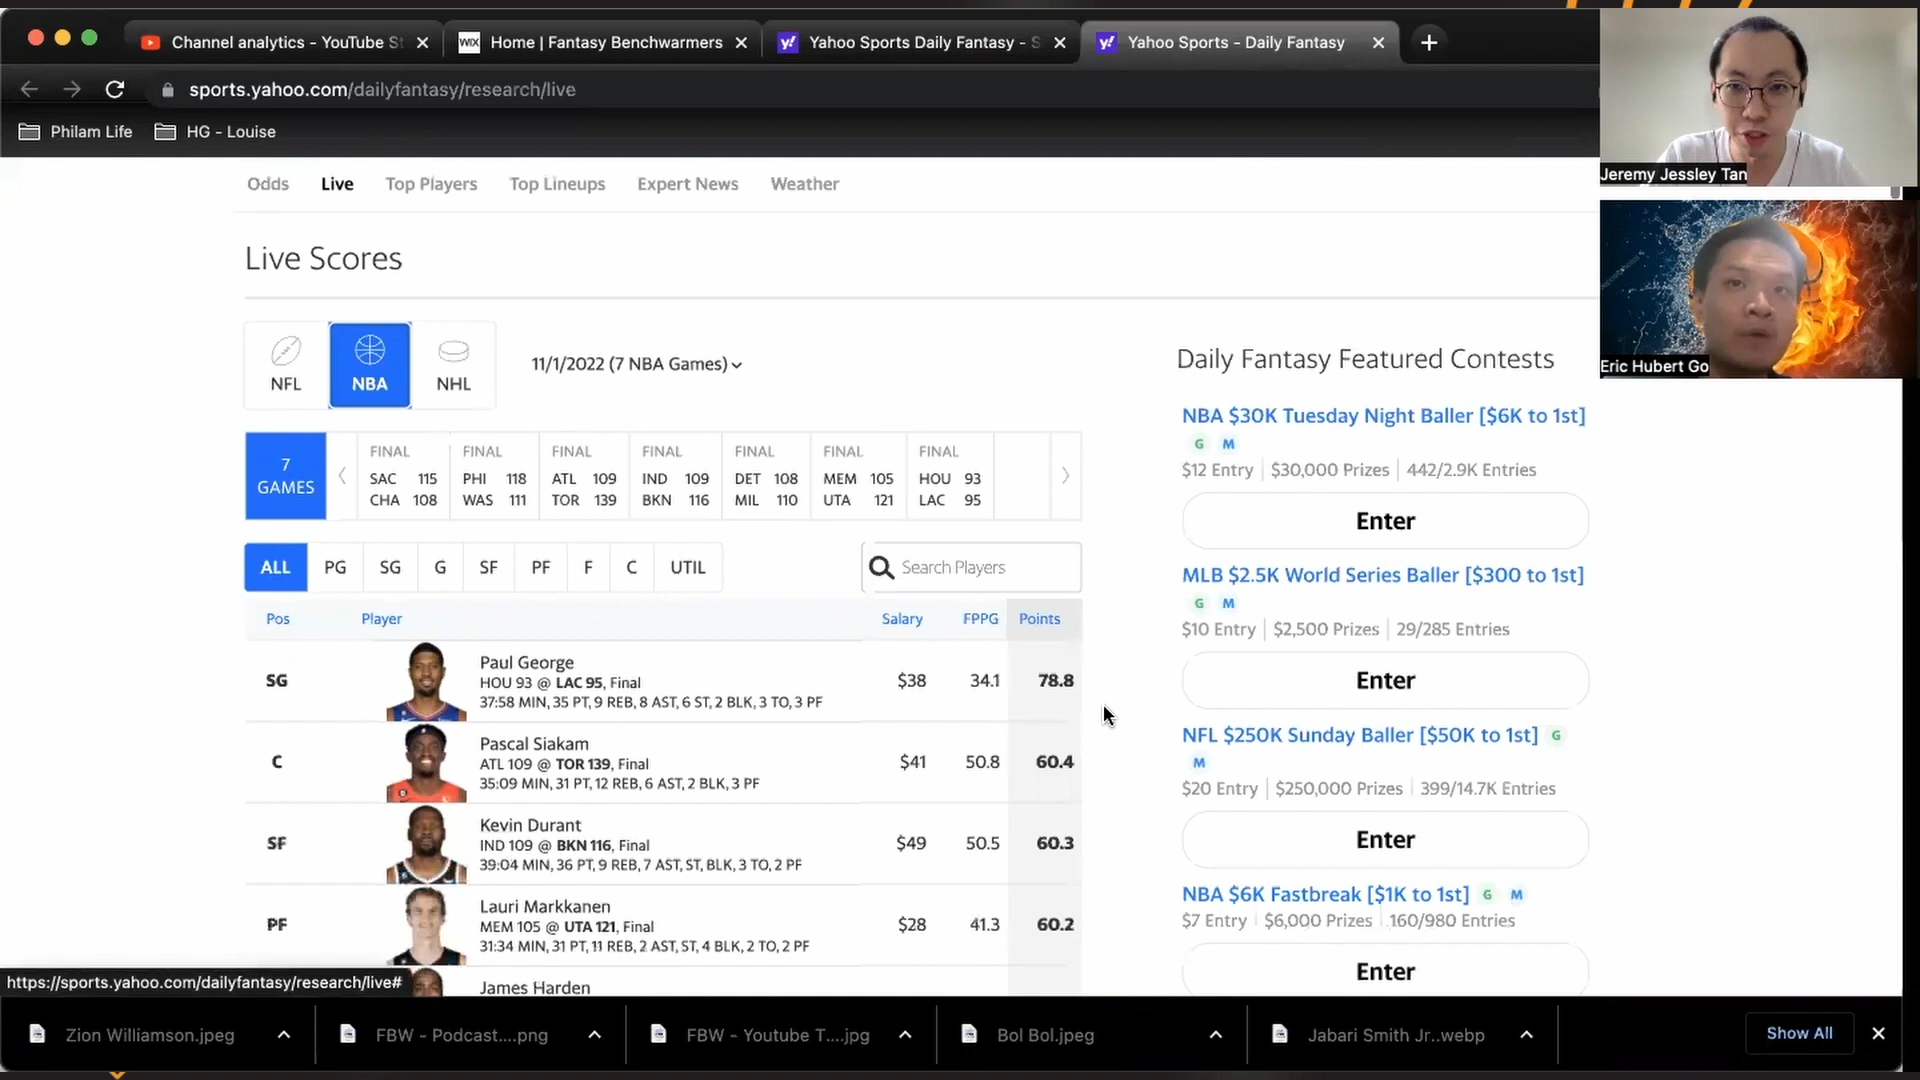 Channel analytics - YouTube St
Home | Fantasy Benchwarmers
Yahoo Sports Daily Fantasy - S
Yahoo Sports - Daily Fantasy
sports.yahoo.com/dailyfantasy/research/live
Philam Life
HG - Louise
Jeremy Jessley Tan
Eric Hubert Go
Odds Live Top Players Top Lineups Expert News Weather
Live Scores
NFL NBA NHL
11/1/2022 (7 NBA Games)
7 GAMES
FINAL FINAL FINAL FINAL FINAL FINAL FINAL
SAC 115 PHI 118 ATL 109 IND 109 DET 108 MEM 105 HOU 93
CHA 108 WAS 111 TOR 139 BKN 116 MIL 110 UTA 121 LAC 95
ALL PG SG G SF PF F C UTIL
Search Players
Pos Player Salary FPPG Points
Paul George
SG HOU 93 @ LAC 95, Final $38 34.1 78.8
37:58 MIN, 35 PT, 9 REB, 8 AST, 6 ST, 2 BLK, 3 TO, 3 PF
Pascal Siakam
C ATL 109 @ TOR 139, Final $41 50.8 60.4
35:09 MIN, 31 PT, 12 REB, 6 AST, 2 BLK, 3 PF
Kevin Durant
SF IND 109 @ BKN 116, Final $49 50.5 60.3
39:04 MIN, 36 PT, 9 REB, 7 AST, ST, BLK, 3 TO, 2 PF
Lauri Markkanen
PF MEM 105 @ UTA 121, Final $28 41.3 60.2
31:34 MIN, 31 PT, 11 REB, 2 AST, ST, 4 BLK, 2 TO, 2 PF
James Harden
Daily Fantasy Featured Contests
NBA $30K Tuesday Night Baller [$6K to 1st]
G M
$12 Entry | $30,000 Prizes | 442/2.9K Entries
Enter
MLB $2.5K World Series Baller [$300 to 1st]
G M
$10 Entry | $2,500 Prizes | 29/285 Entries
Enter
NFL $250K Sunday Baller [$50K to 1st] G
M
$20 Entry | $250,000 Prizes | 399/14.7K Entries
Enter
NBA $6K Fastbreak [$1K to 1st] G M
$7 Entry | $6,000 Prizes | 160/980 Entries
Enter
https://sports.yahoo.com/dailyfantasy/research/live#
Zion Williamson.jpeg
FBW - Podcast....png
FBW - Youtube T....jpg
Bol Bol.jpeg
Jabari Smith Jr..webp
Show All